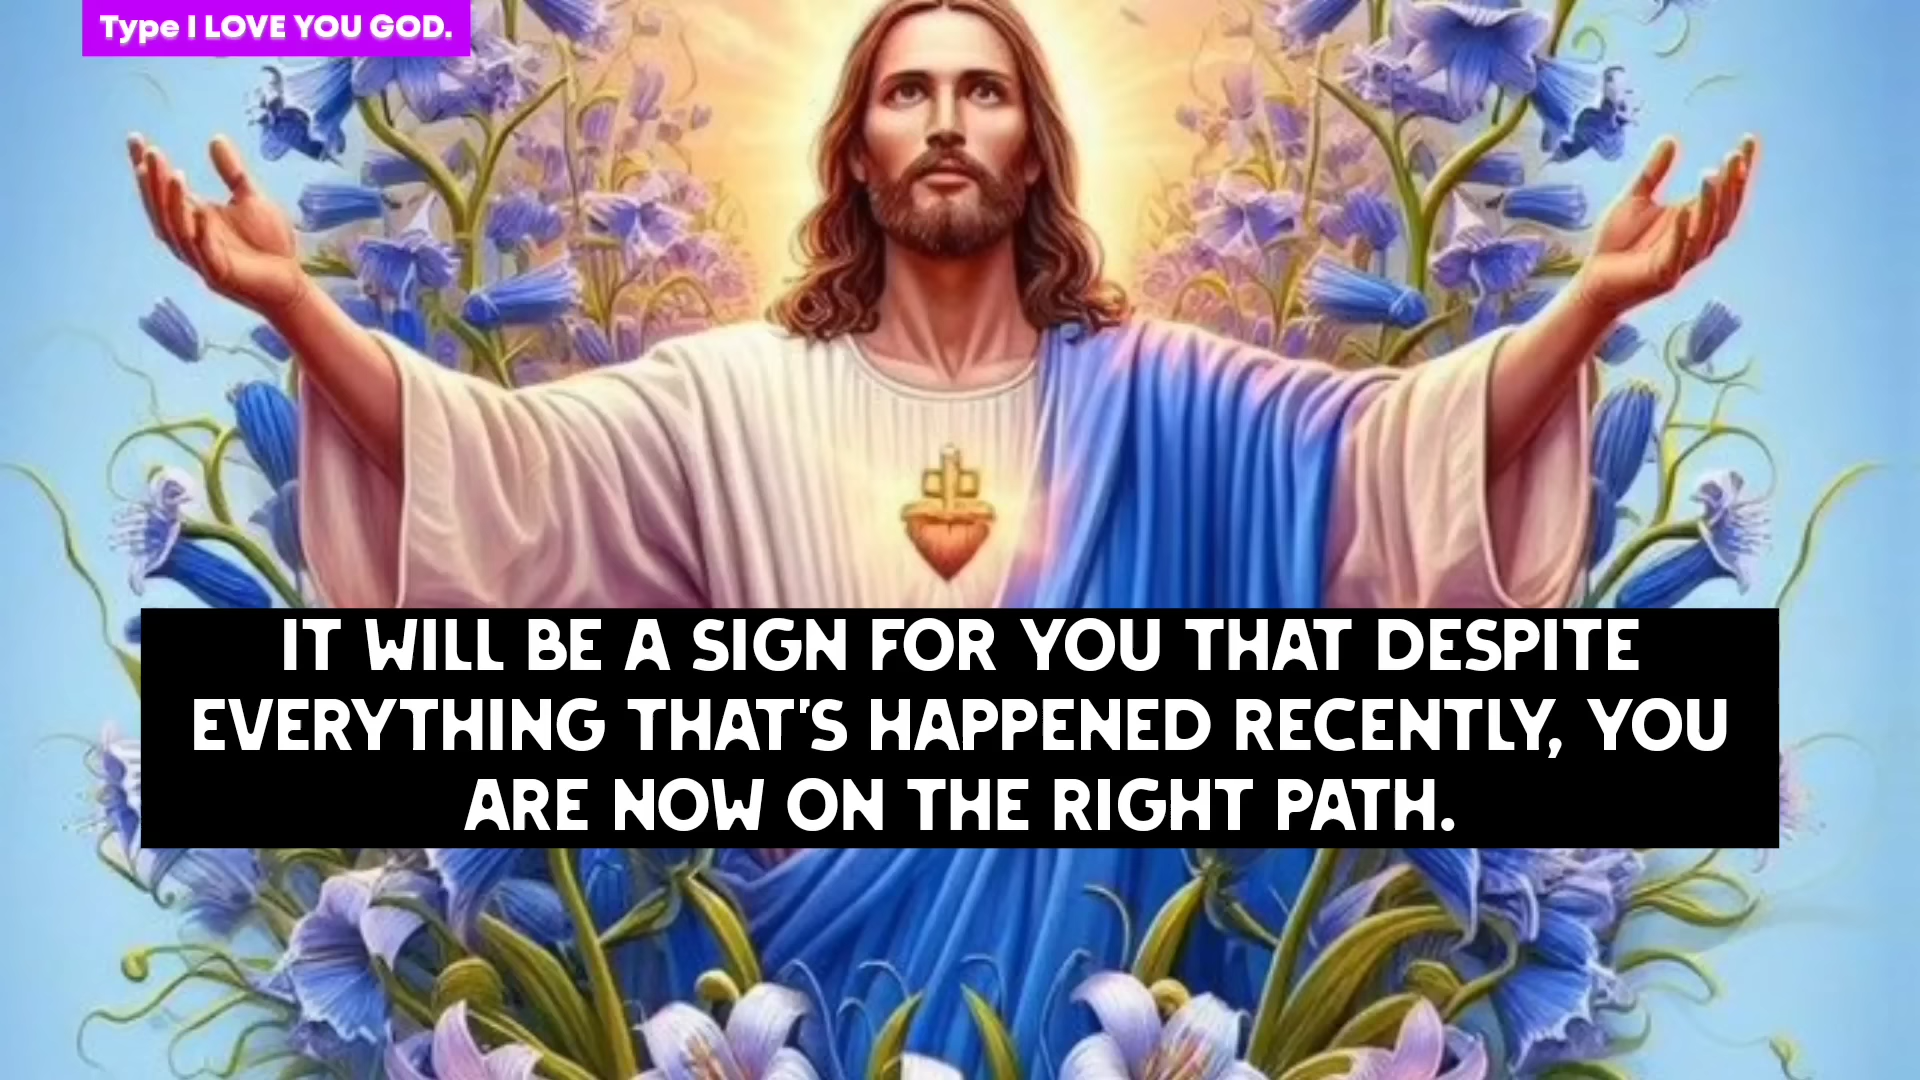 Type I LOVE YOU GOD.
IT WILL BE A SIGN FOR YOU THAT DESPITE
EVERYTHING THAT'S HAPPENED RECENTLY, YOU
ARE NOW ON THE RIGHT PATH.